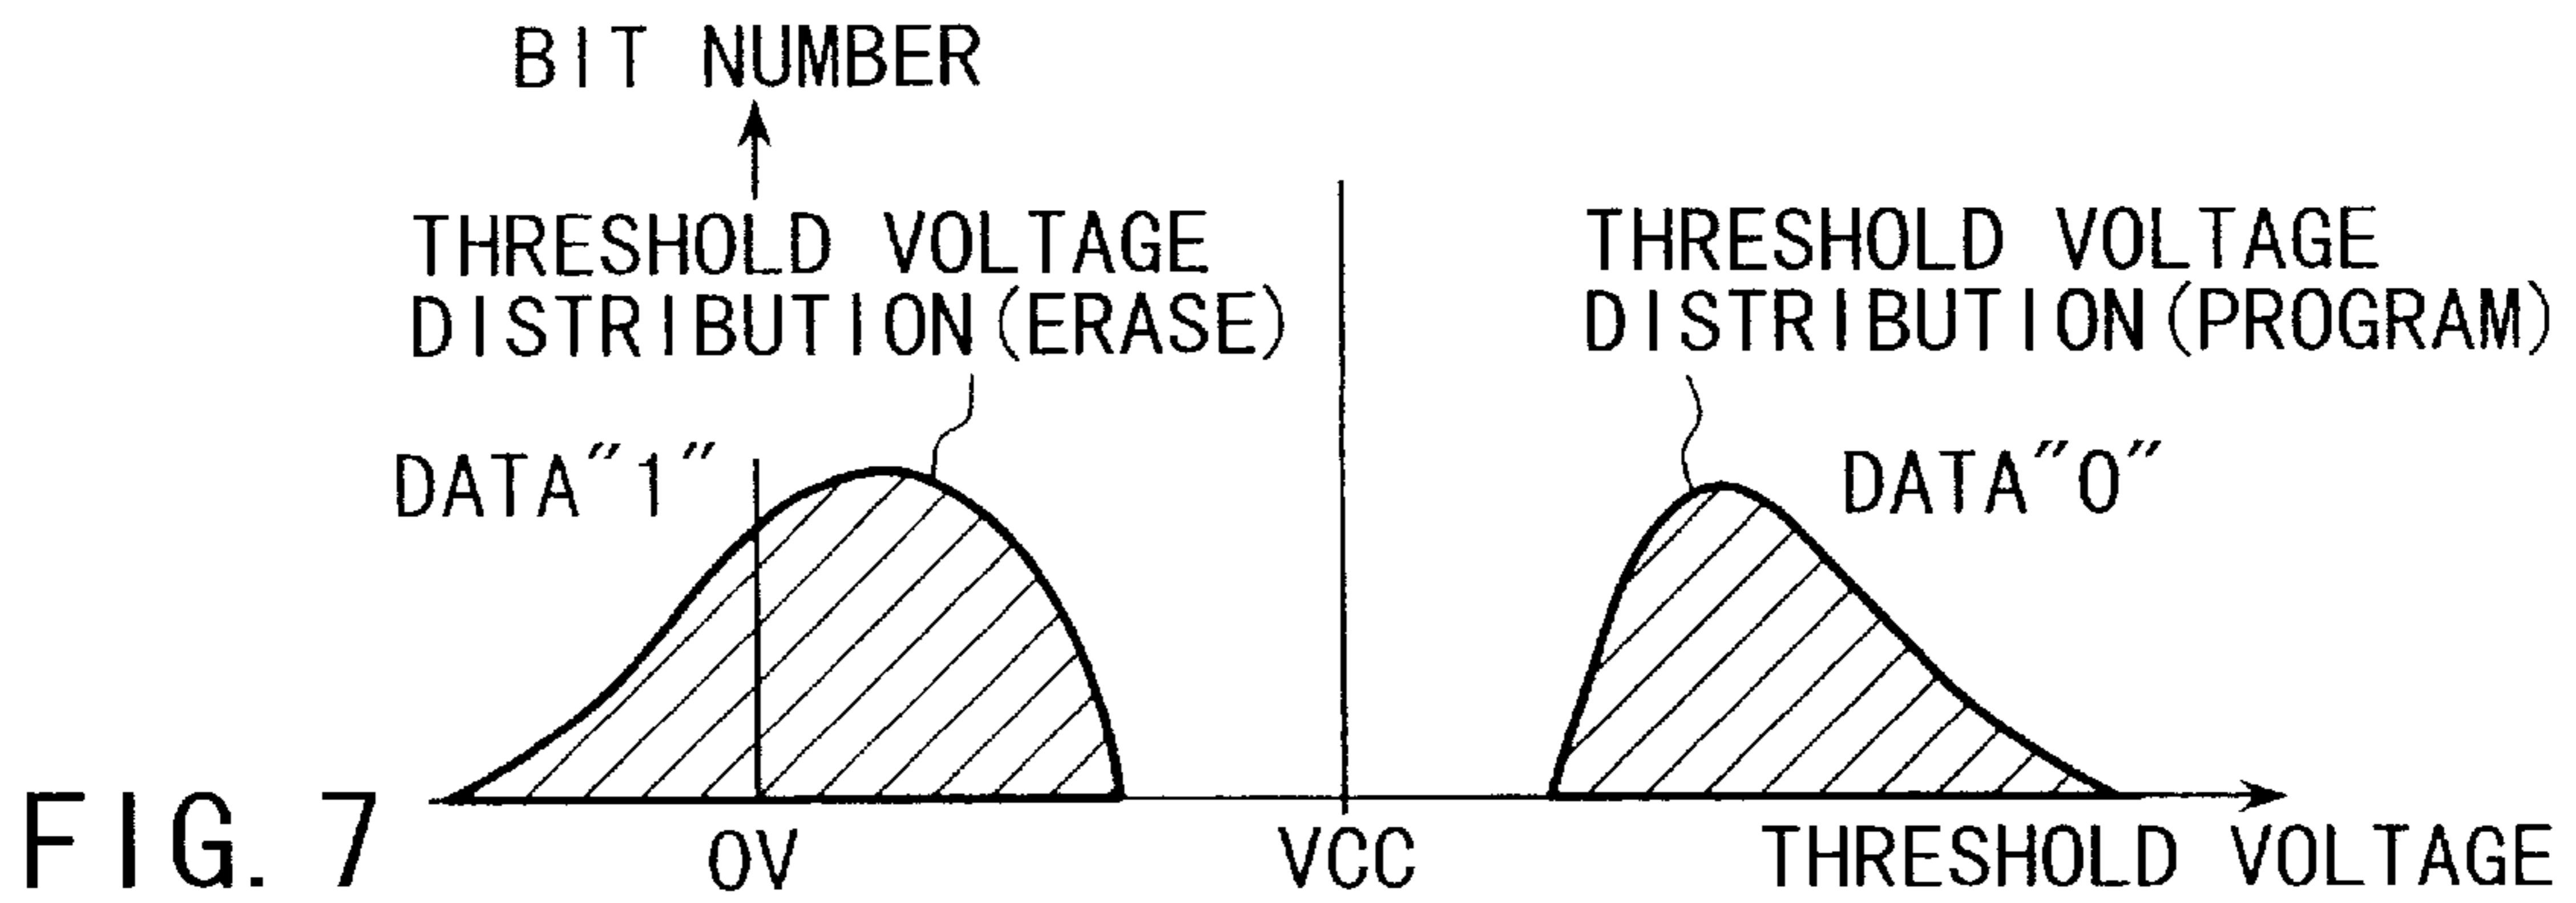 BIT NUMBER
THRESHOLD VOLTAGE
DISTRIBUTION(ERASE)
THRESHOLD VOLTAGE
DISTRIBUTION(PROGRAM)
DATA"1"
DATA"0"
0V
VCC
THRESHOLD VOLTAGE
FIG. 7